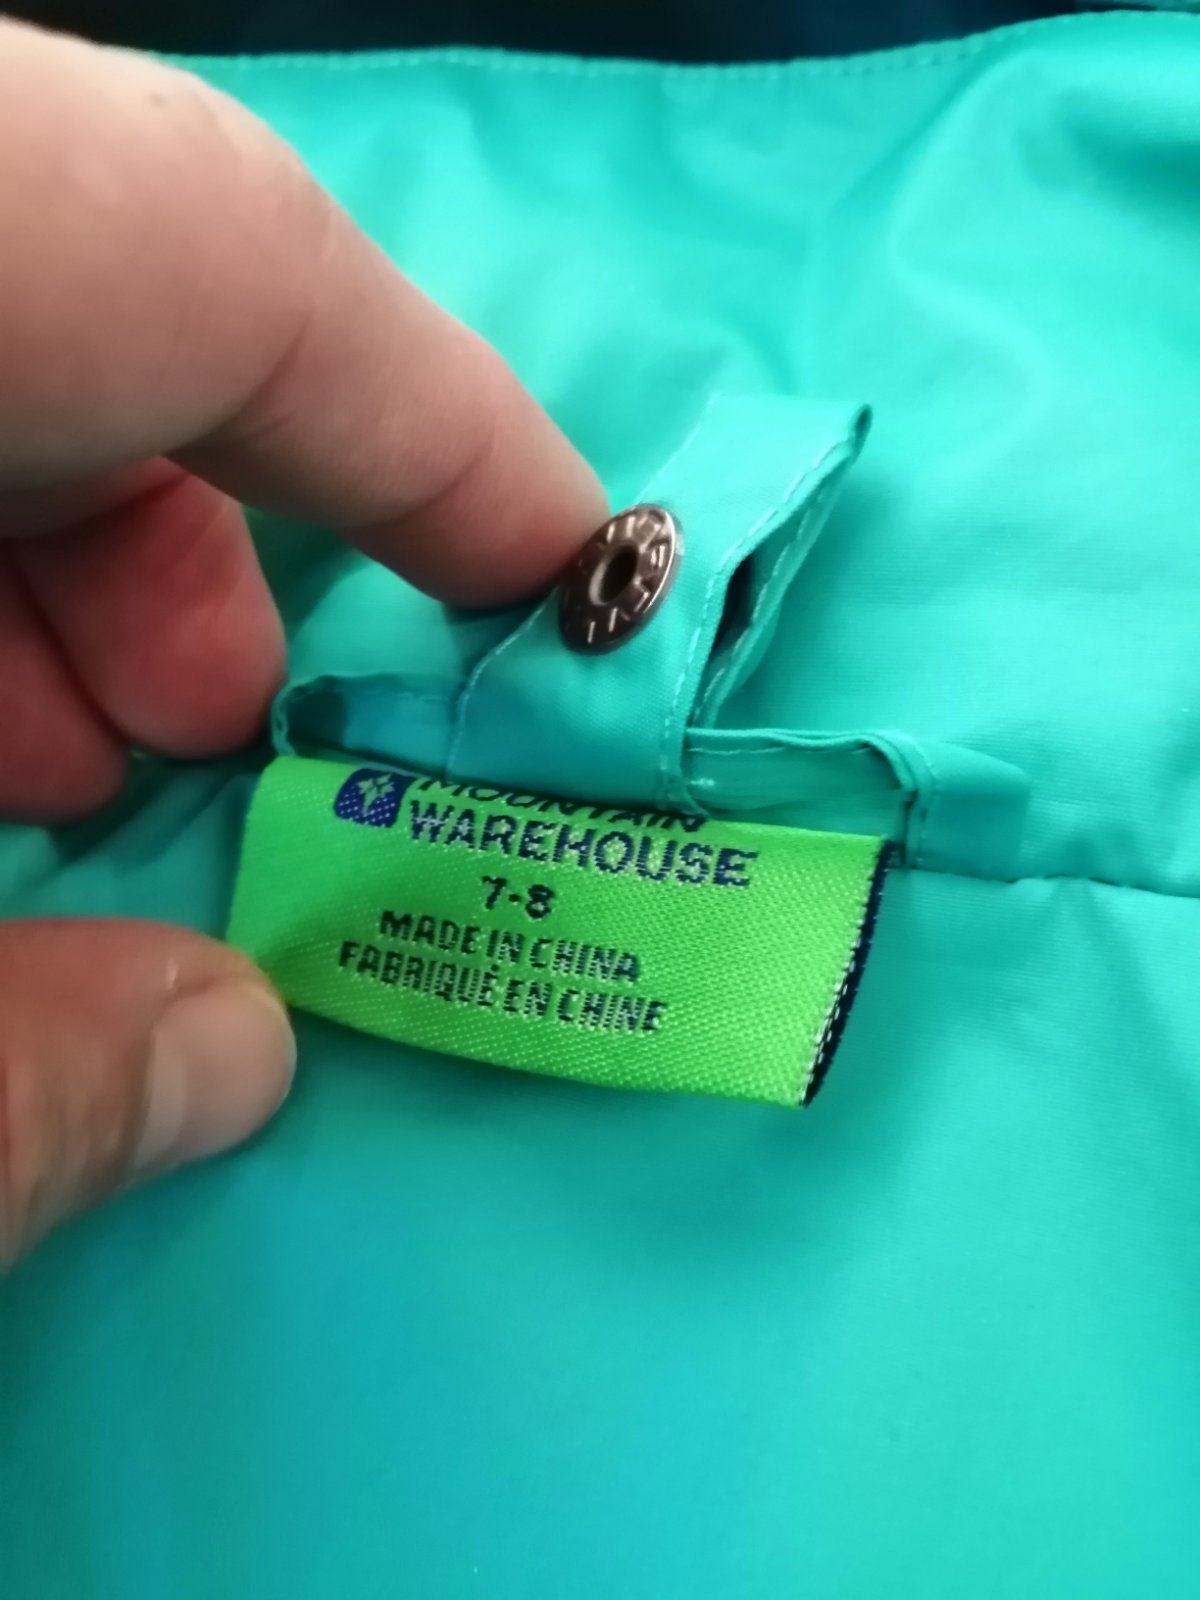 MOUNTAIN
WAREHOUSE
7-8
MADE IN CHINA
FABRIQUÉ EN CHINE